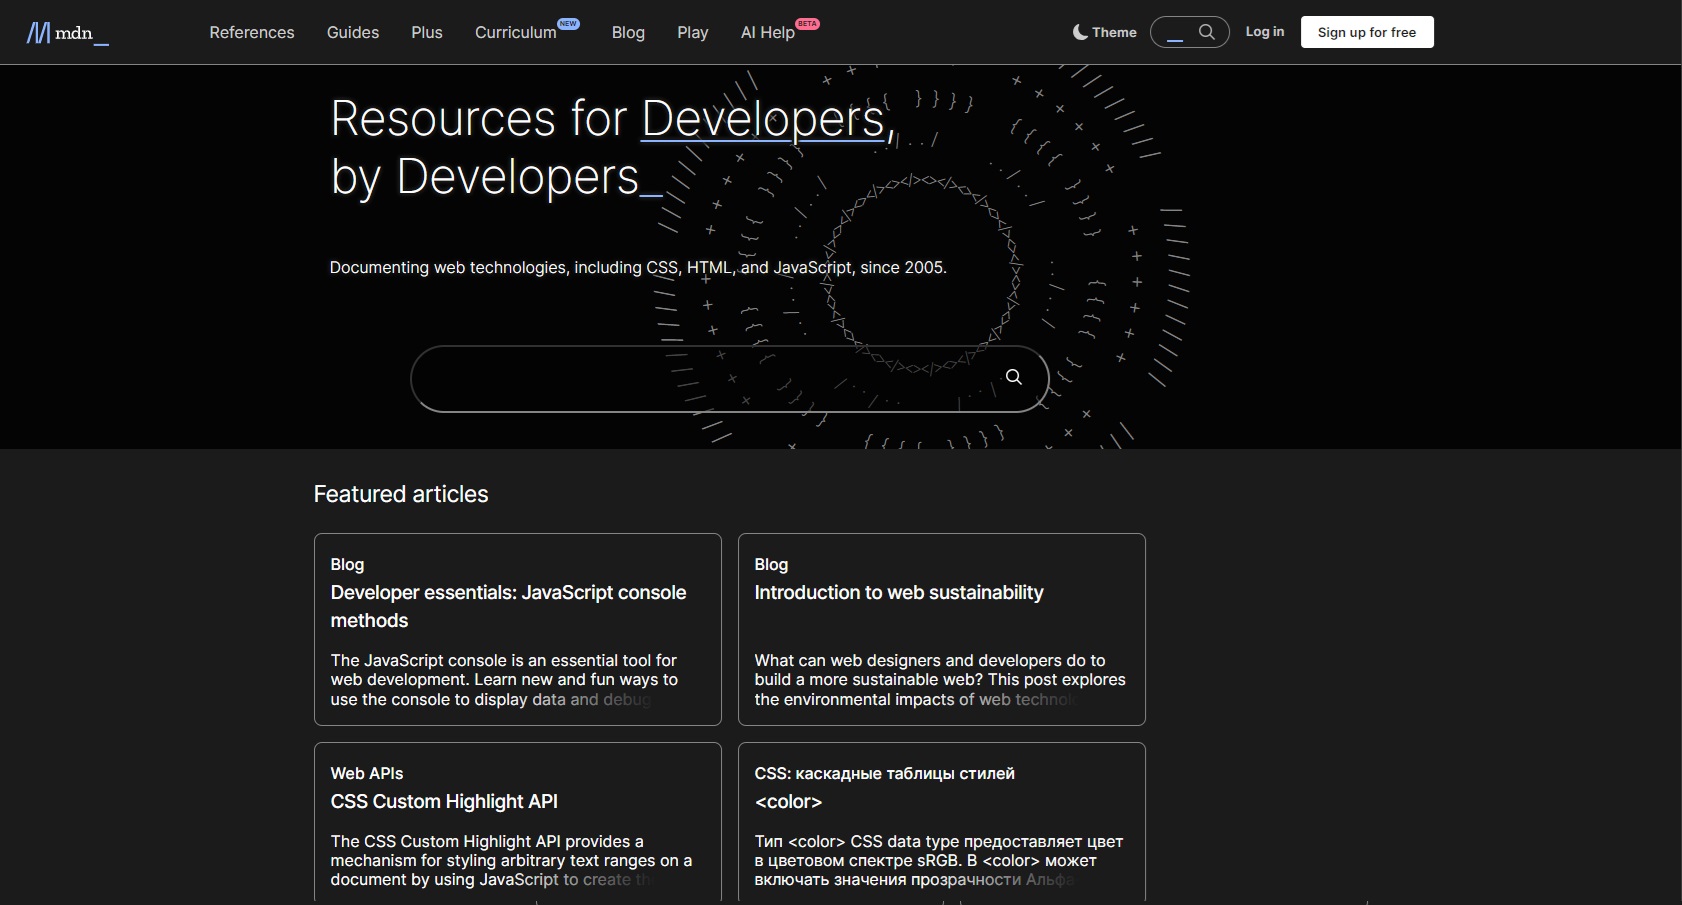 mdn_
References
Guides
Plus
Curriculum NEW
Blog
Play
AI Help BETA
Theme
Log in
Sign up for free
Resources for Developers,
by Developers_
Documenting web technologies, including CSS, HTML, and JavaScript, since 2005.
Featured articles
Blog
Developer essentials: JavaScript console
methods
The JavaScript console is an essential tool for
web development. Learn new and fun ways to
use the console to display data and debug
Blog
Introduction to web sustainability
What can web designers and developers do to
build a more sustainable web? This post explores
the environmental impacts of web
Web APIs
CSS Custom Highlight API
The CSS Custom Highlight API provides a
mechanism for styling arbitrary text ranges on a
document by using JavaScript to create
CSS: каскадные таблицы стилей
<color>
Тип <color> CSS data type предоставляет цвет
в цветовом спектре sRGB. В <color> может
включать значения прозрачности Альфа